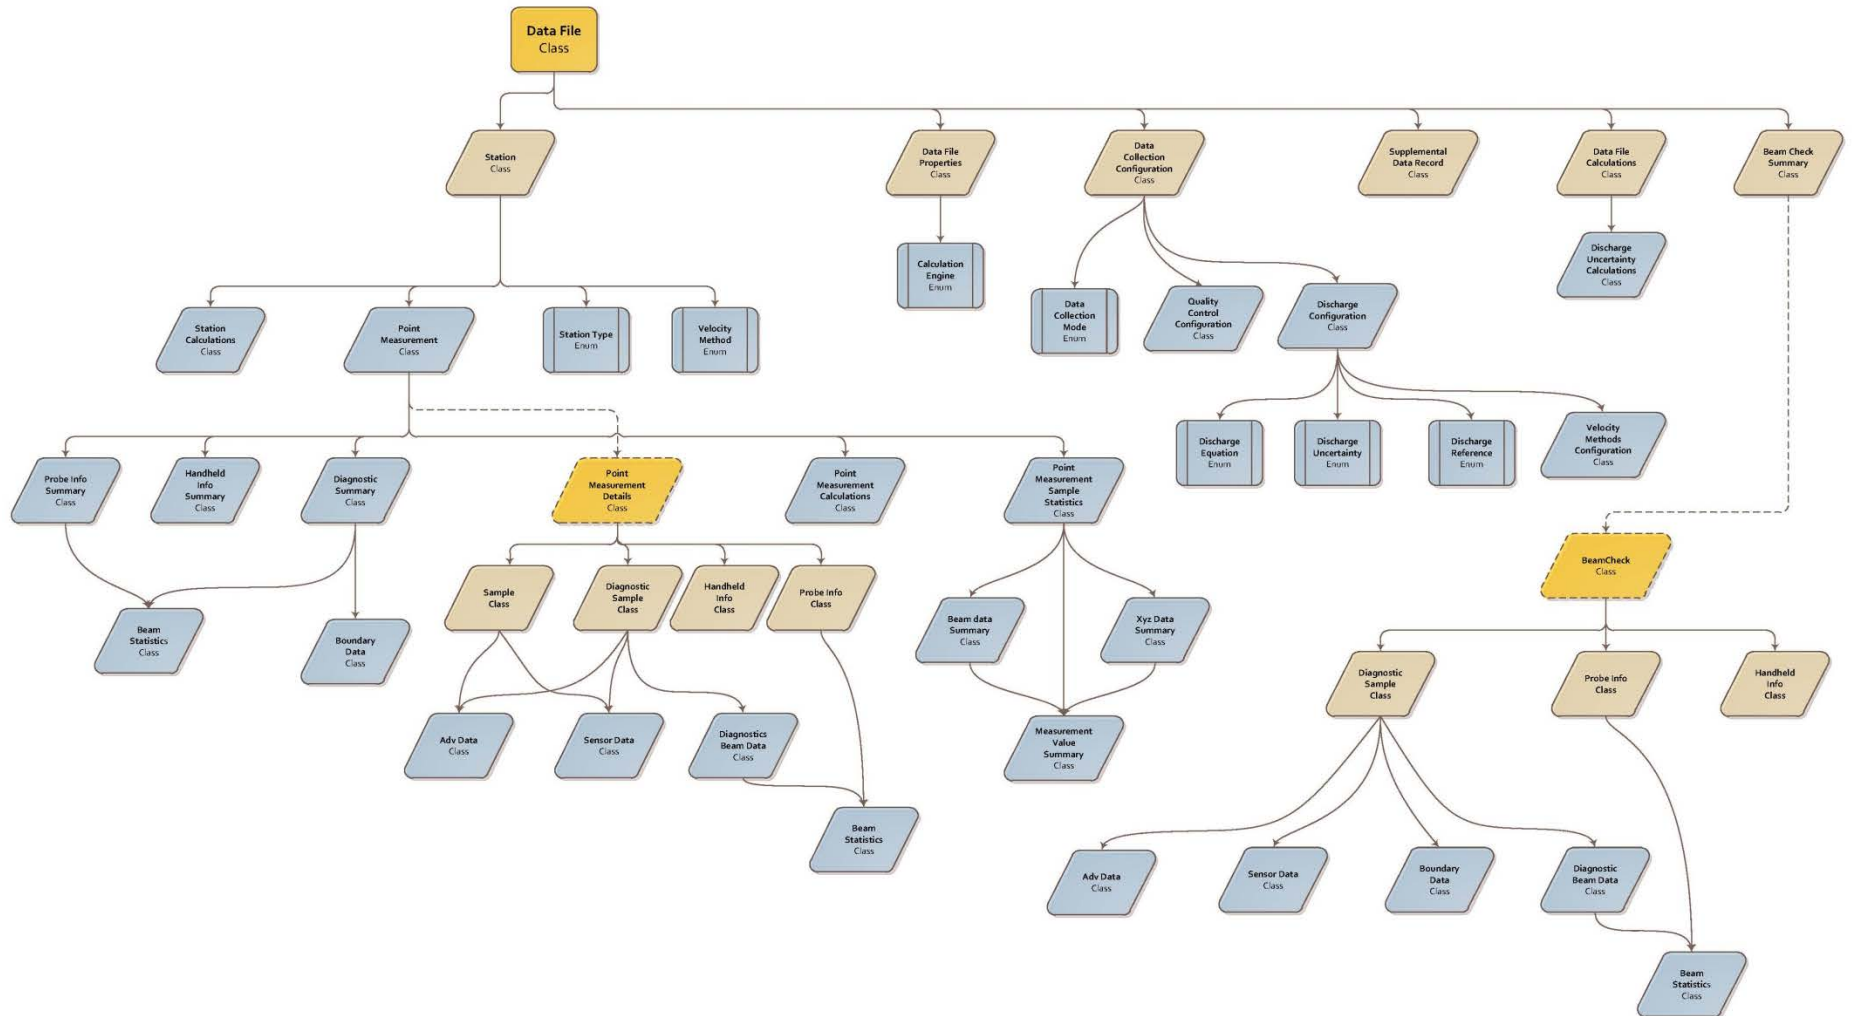 Data File
Class
Station
Class
Data File
Properties
Class
Data
Collection
Configuration
Class
Supplemental
Data Record
Class
Data File
Calculations
Class
Beam Check
Summary
Class
Calculation
Engine
Enum
Discharge
Uncertainty
Calculations
Class
Data
Collection
Mode
Enum
Quality
Control
Configuration
Class
Discharge
Configuration
Class
Station
Calculations
Class
Point
Measurement
Class
Station Type
Enum
Velocity
Method
Enum
Discharge
Equation
Enum
Discharge
Uncertainty
Enum
Discharge
Reference
Enum
Velocity
Methods
Configuration
Class
Probe Info
Summary
Class
Handheld
Info
Summary
Class
Diagnostic
Summary
Class
Point
Measurement
Details
Class
Point
Measurement
Calculations
Class
Point
Measurement
Sample
Statistics
Class
BeamCheck
Class
Sample
Class
Diagnostic
Sample
Class
Handheld
Info
Class
Probe Info
Class
Beam
Statistics
Class
Boundary
Data
Class
Beam data
Summary
Class
Xyz Data
Summary
Class
Diagnostic
Sample
Class
Probe Info
Class
Handheld
Info
Class
Adv Data
Class
Sensor Data
Class
Diagnostics
Beam Data
Class
Measurement
Value
Summary
Class
Beam
Statistics
Class
Adv Data
Class
Sensor Data
Class
Boundary
Data
Class
Diagnostic
Beam Data
Class
Beam
Statistics
Class